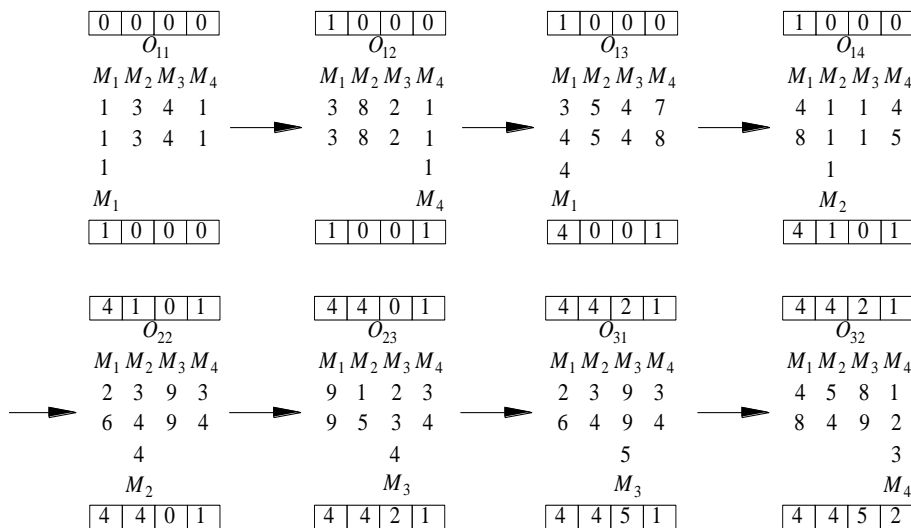 0 0 0 0 1 0 0 0 1 0 0 0 1 0 0 0
O11 O12 O13 O14
M1 M2 M3 M4 M1 M2 M3 M4 M1 M2 M3 M4 M1 M2 M3 M4
1 3 4 1 3 8 2 1 3 5 4 7 4 1 1 4
1 3 4 1 3 8 2 1 4 5 4 8 8 1 1 5
1 1 4 1
M1 M4 M1 M2
1 0 0 0 1 0 0 1 4 0 0 1 4 1 0 1
4 1 0 1 4 4 0 1 4 4 2 1 4 4 2 1
O22 O23 O31 O32
M1 M2 M3 M4 M1 M2 M3 M4 M1 M2 M3 M4 M1 M2 M3 M4
2 3 9 3 9 1 2 3 2 3 9 3 4 5 8 1
6 4 9 4 9 5 3 4 6 4 9 4 8 4 9 2
4 4 5 3
M2 M3 M3 M4
4 4 0 1 4 4 2 1 4 4 5 1 4 4 5 2